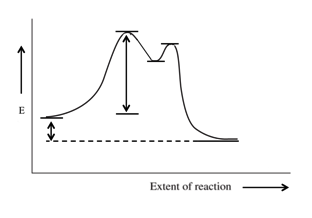 E
Extent of reaction